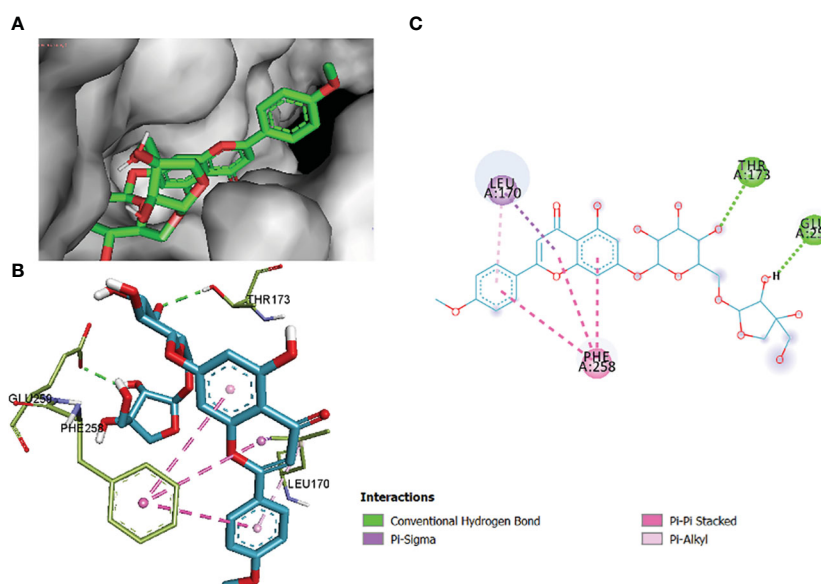 A
B
THR173
GLU259
PHE258
LEU170
C
LEU
A:170
THR
A:173
H
PHE
A:258
Interactions
Conventional Hydrogen Bond
Pi-Sigma
Pi-Pi Stacked
Pi-Alkyl